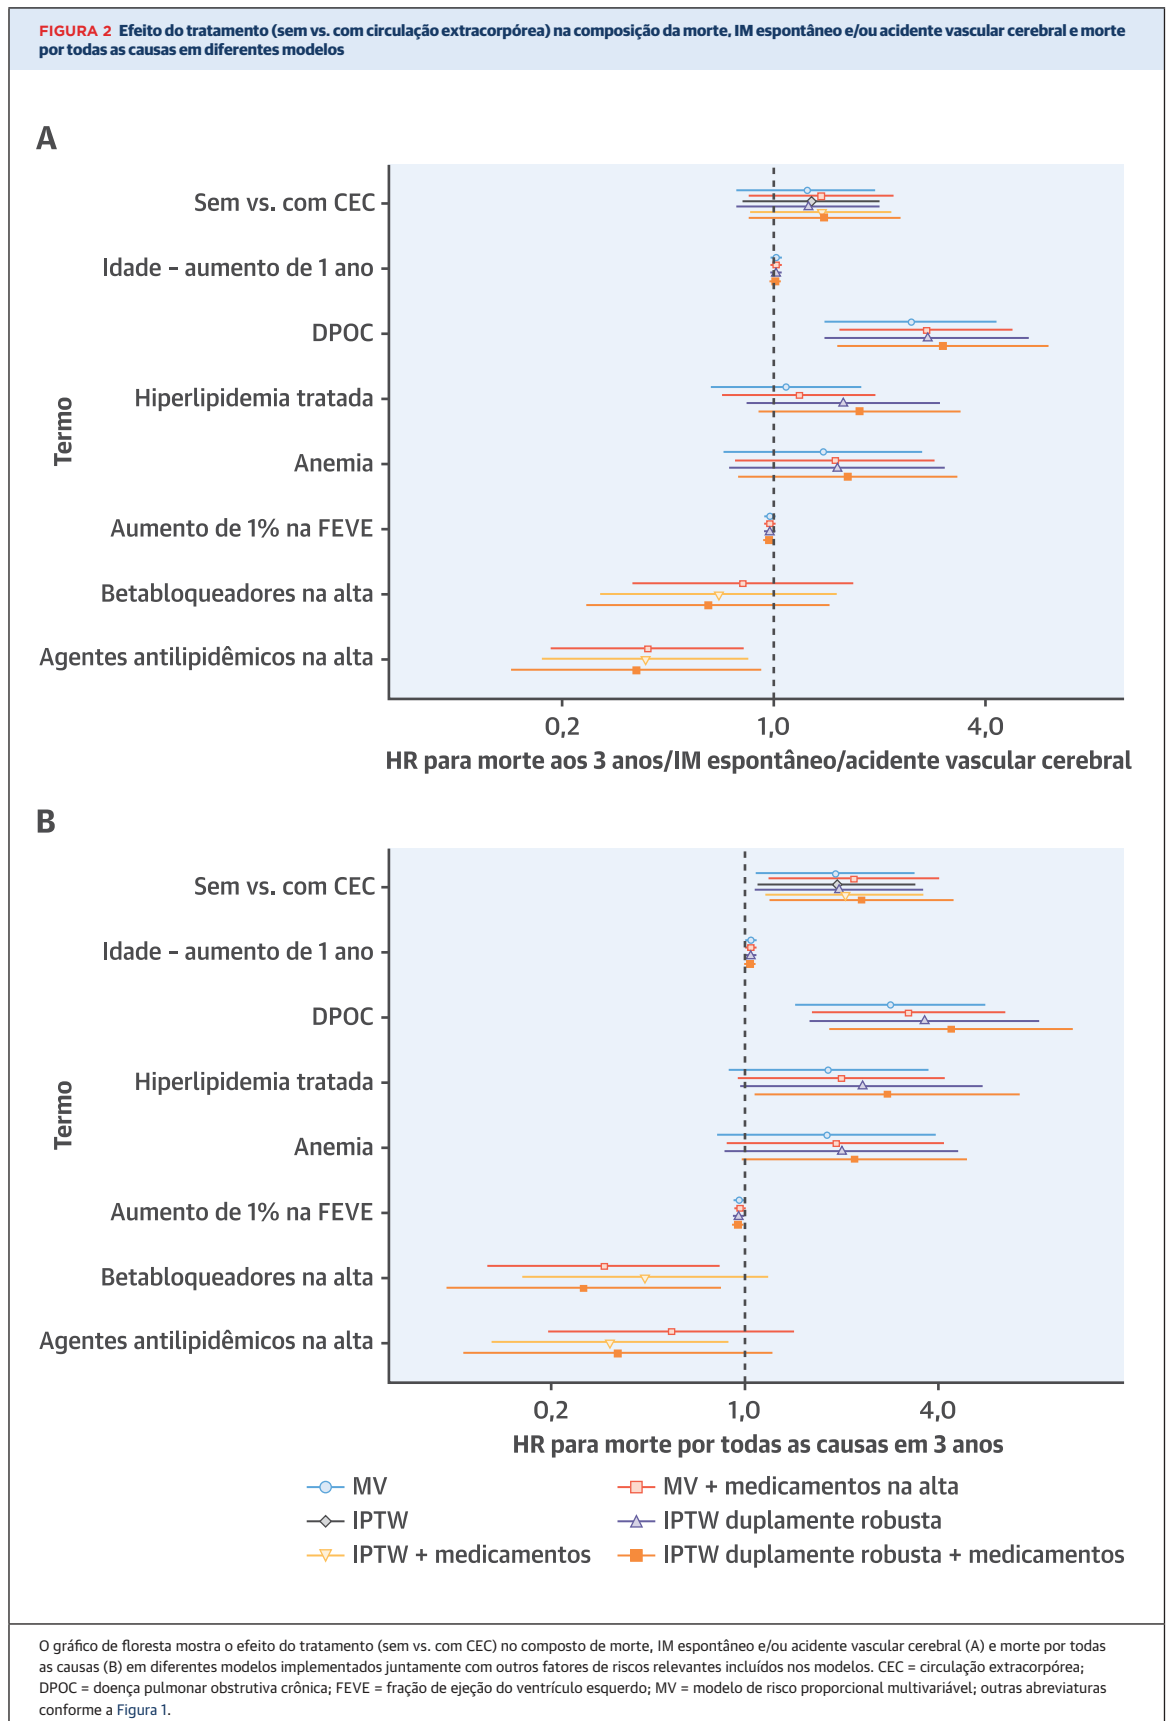 FIGURA 2 Efeito do tratamento (sem vs. com circulação extracorpórea) na composição da morte, IM espontâneo e/ou acidente vascular cerebral e morte
por todas as causas em diferentes modelos
A
Termo
Sem vs. com CEC
Idade – aumento de 1 ano
DPOC
Hiperlipidemia tratada
Anemia
Aumento de 1% na FEVE
Betabloqueadores na alta
Agentes antilipidêmicos na alta
0,2 1,0 4,0
HR para morte aos 3 anos/IM espontâneo/acidente vascular cerebral
B
Termo
Sem vs. com CEC
Idade – aumento de 1 ano
DPOC
Hiperlipidemia tratada
Anemia
Aumento de 1% na FEVE
Betabloqueadores na alta
Agentes antilipidêmicos na alta
0,2 1,0 4,0
HR para morte por todas as causas em 3 anos
MV MV + medicamentos na alta
IPTW IPTW duplamente robusta
IPTW + medicamentos IPTW duplamente robusta + medicamentos
O gráfico de floresta mostra o efeito do tratamento (sem vs. com CEC) no composto de morte, IM espontâneo e/ou acidente vascular cerebral (A) e morte por todas
as causas (B) em diferentes modelos implementados juntamente com outros fatores de riscos relevantes incluídos nos modelos. CEC = circulação extracorpórea;
DPOC = doença pulmonar obstrutiva crônica; FEVE = fração de ejeção do ventrículo esquerdo; MV = modelo de risco proporcional multivariável; outras abreviaturas
conforme a Figura 1.